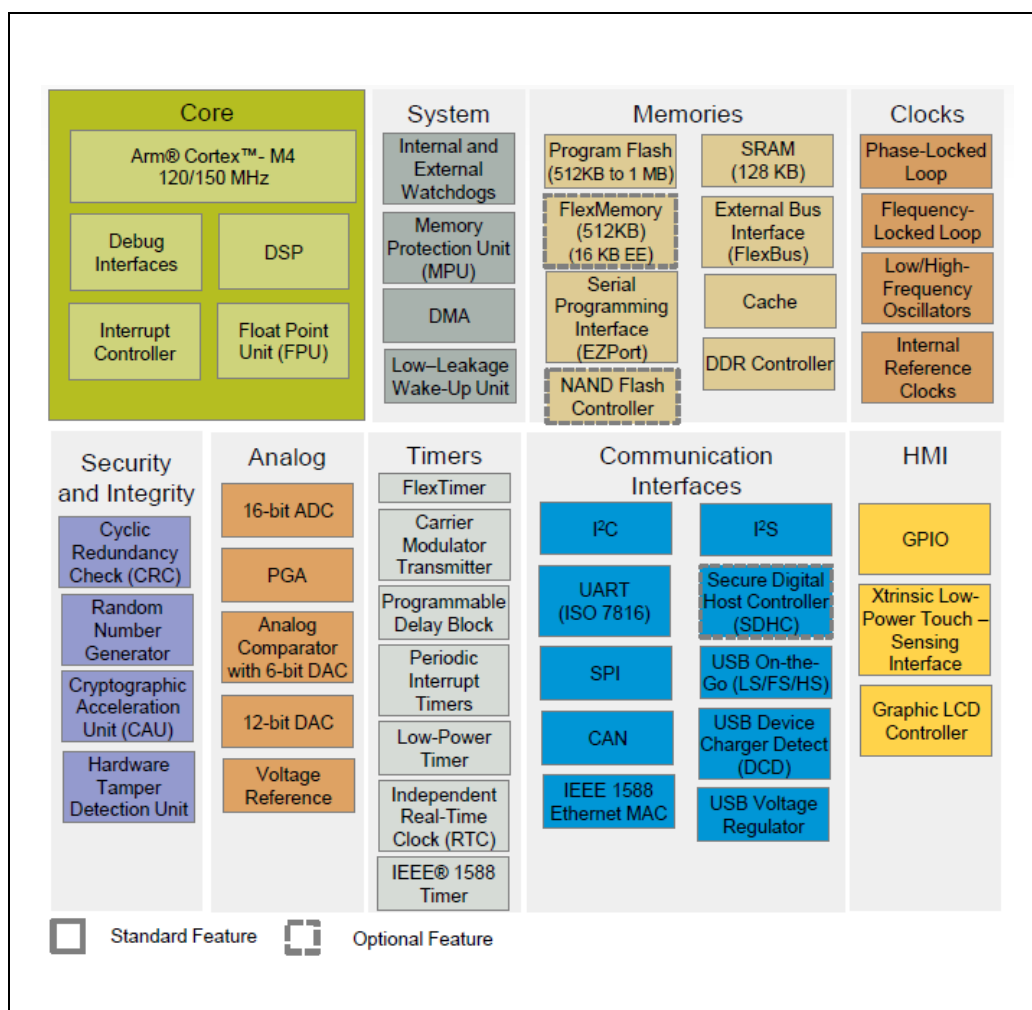 Core
Arm® Cortex™- M4
120/150 MHz
Debug
Interfaces
DSP
Interrupt
Controller
Float Point
Unit (FPU)
System
Internal and
External
Watchdogs
Memory
Protection Unit
(MPU)
DMA
Low–Leakage
Wake-Up Unit
Memories
Program Flash
(512KB to 1 MB)
FlexMemory
(512KB)
(16 KB EE)
Serial
Programming
Interface
(EZPort)
NAND Flash
Controller
SRAM
(128 KB)
External Bus
Interface
(FlexBus)
Cache
DDR Controller
Clocks
Phase-Locked
Loop
Flequency-
Locked Loop
Low/High-
Frequency
Oscillators
Internal
Reference
Clocks
Security
and Integrity
Cyclic
Redundancy
Check (CRC)
Random
Number
Generator
Cryptographic
Acceleration
Unit (CAU)
Hardware
Tamper
Detection Unit
Analog
16-bit ADC
PGA
Analog
Comparator
with 6-bit DAC
12-bit DAC
Voltage
Reference
Timers
FlexTimer
Carrier
Modulator
Transmitter
Programmable
Delay Block
Periodic
Interrupt
Timers
Low-Power
Timer
Independent
Real-Time
Clock (RTC)
IEEE® 1588
Timer
Communication
Interfaces
I²C
UART
(ISO 7816)
SPI
CAN
IEEE 1588
Ethernet MAC
I²S
Secure Digital
Host Controller
(SDHC)
USB On-the-
Go (LS/FS/HS)
USB Device
Charger Detect
(DCD)
USB Voltage
Regulator
HMI
GPIO
Xtrinsic Low-
Power Touch –
Sensing
Interface
Graphic LCD
Controller
Standard Feature
Optional Feature